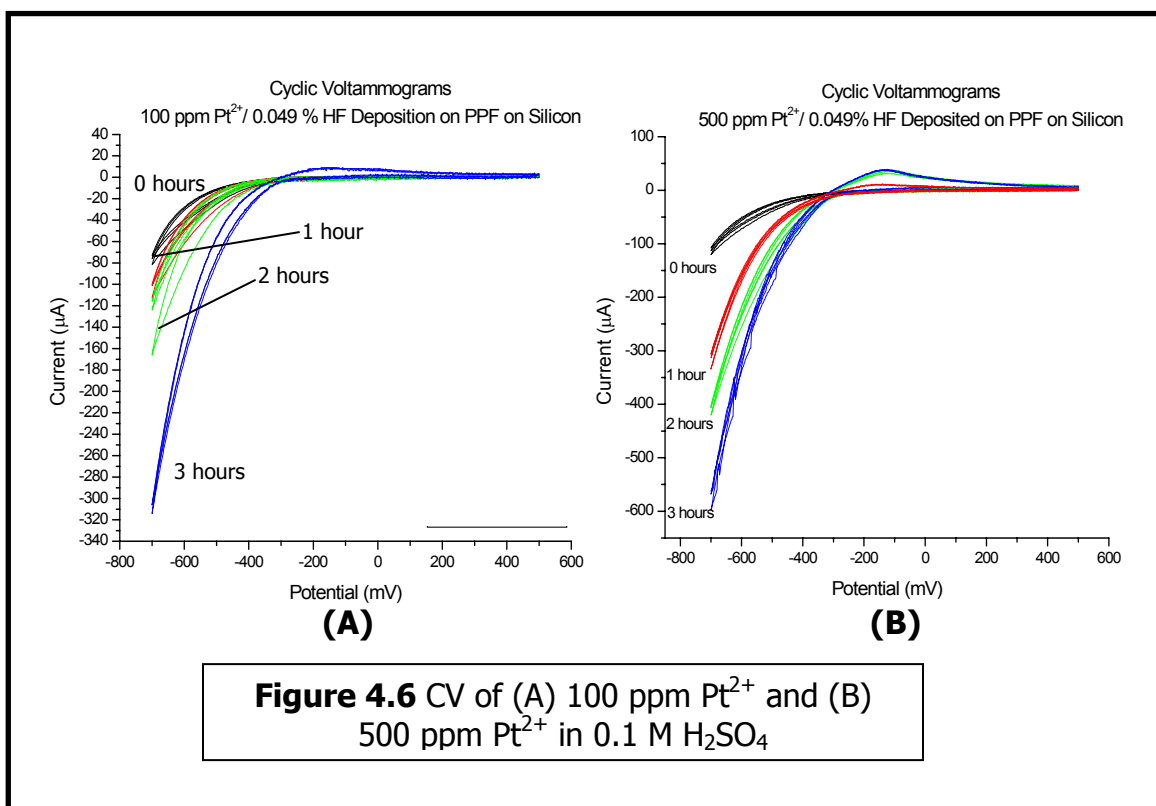 Cyclic Voltammograms
100 ppm Pt²⁺/ 0.049 % HF Deposition on PPF on Silicon
40
20
0
-20
-40
-60
-80
-100
-120
-140
-160
-180
-200
-220
-240
-260
-280
-300
-320
-340
Current (µA)
0 hours
1 hour
2 hours
3 hours
-800
-600
-400
-200
0
200
400
600
Potential (mV)
(A)
Cyclic Voltammograms
500 ppm Pt²⁺/ 0.049% HF Deposited on PPF on Silicon
0
-100
-200
-300
-400
-500
-600
Current (µA)
0 hours
1 hour
2 hours
3 hours
-800
-600
-400
-200
0
200
400
600
Potential (mV)
(B)
Figure 4.6 CV of (A) 100 ppm Pt²⁺ and (B)
500 ppm Pt²⁺ in 0.1 M H₂SO₄